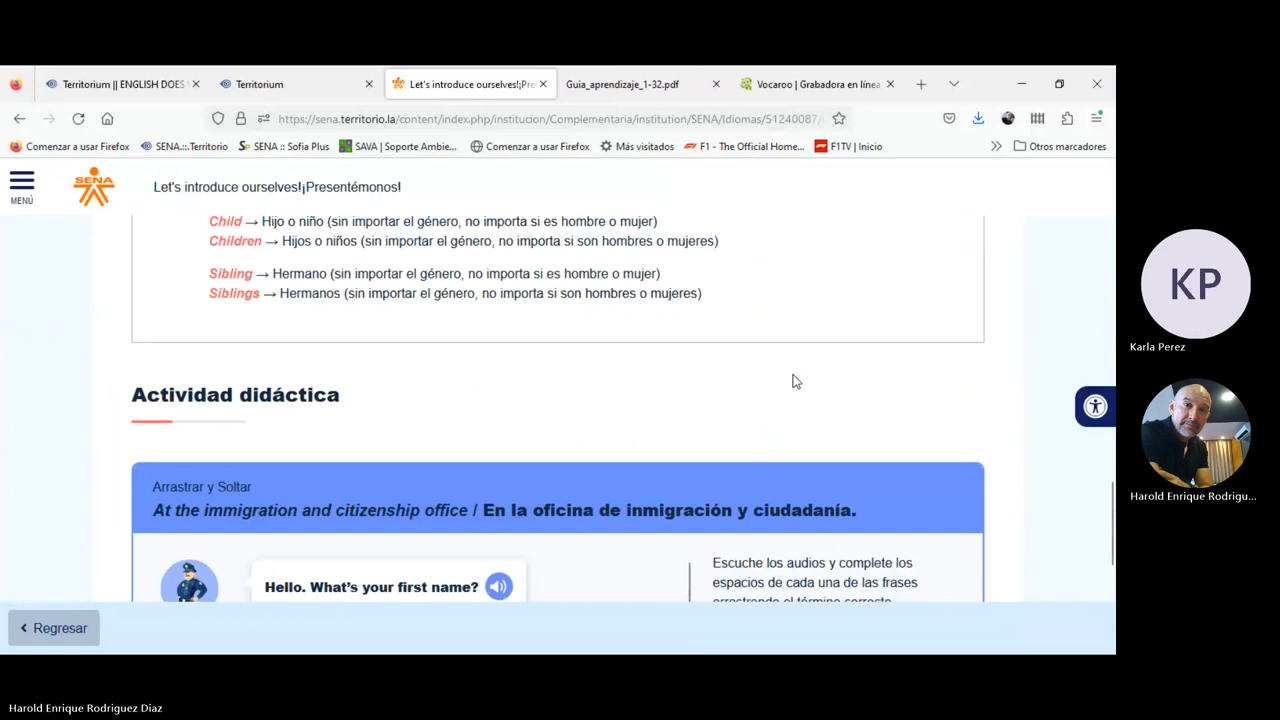 Territorium || ENGLISH DOES
Territorium
Let's introduce ourselves!¡Pre
Guia_aprendizaje_1-32.pdf
Vocaroo | Grabadora en línea
https://sena.territorio.la/content/index.php/institucion/Complementaria/institution/SENA/Idiomas/51240087/
Comenzar a usar Firefox
SENA.::.Territorio
SENA :: Sofia Plus
SAVA | Soporte Ambie...
Comenzar a usar Firefox
Más visitados
F1 - The Official Home...
F1TV | Inicio
Otros marcadores
MENÚ
SENA
Let's introduce ourselves!¡Presentémonos!
Child → Hijo o niño (sin importar el género, no importa si es hombre o mujer)
Children → Hijos o niños (sin importar el género, no importa si son hombres o mujeres)
Sibling → Hermano (sin importar el género, no importa si es hombre o mujer)
Siblings → Hermanos (sin importar el género, no importa si son hombres o mujeres)
Actividad didáctica
Arrastrar y Soltar
At the immigration and citizenship office / En la oficina de inmigración y ciudadanía.
Hello. What's your first name?
Escuche los audios y complete los
espacios de cada una de las frases
arrastrando el término correcto
Regresar
KP
Karla Perez
Harold Enrique Rodrigu...
Harold Enrique Rodriguez Diaz